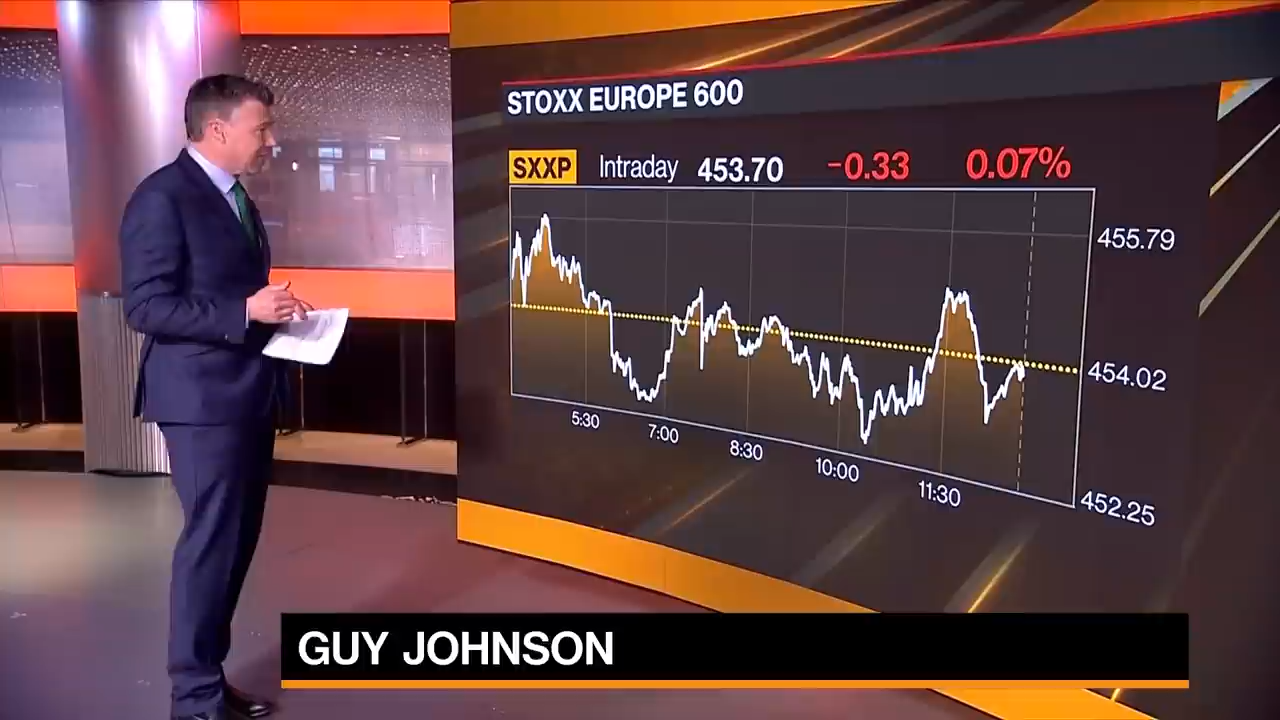 STOXX EUROPE 600
SXXP Intraday 453.70 -0.33 0.07%
455.79
454.02
452.25
5:30 7:00 8:30 10:00 11:30
GUY JOHNSON